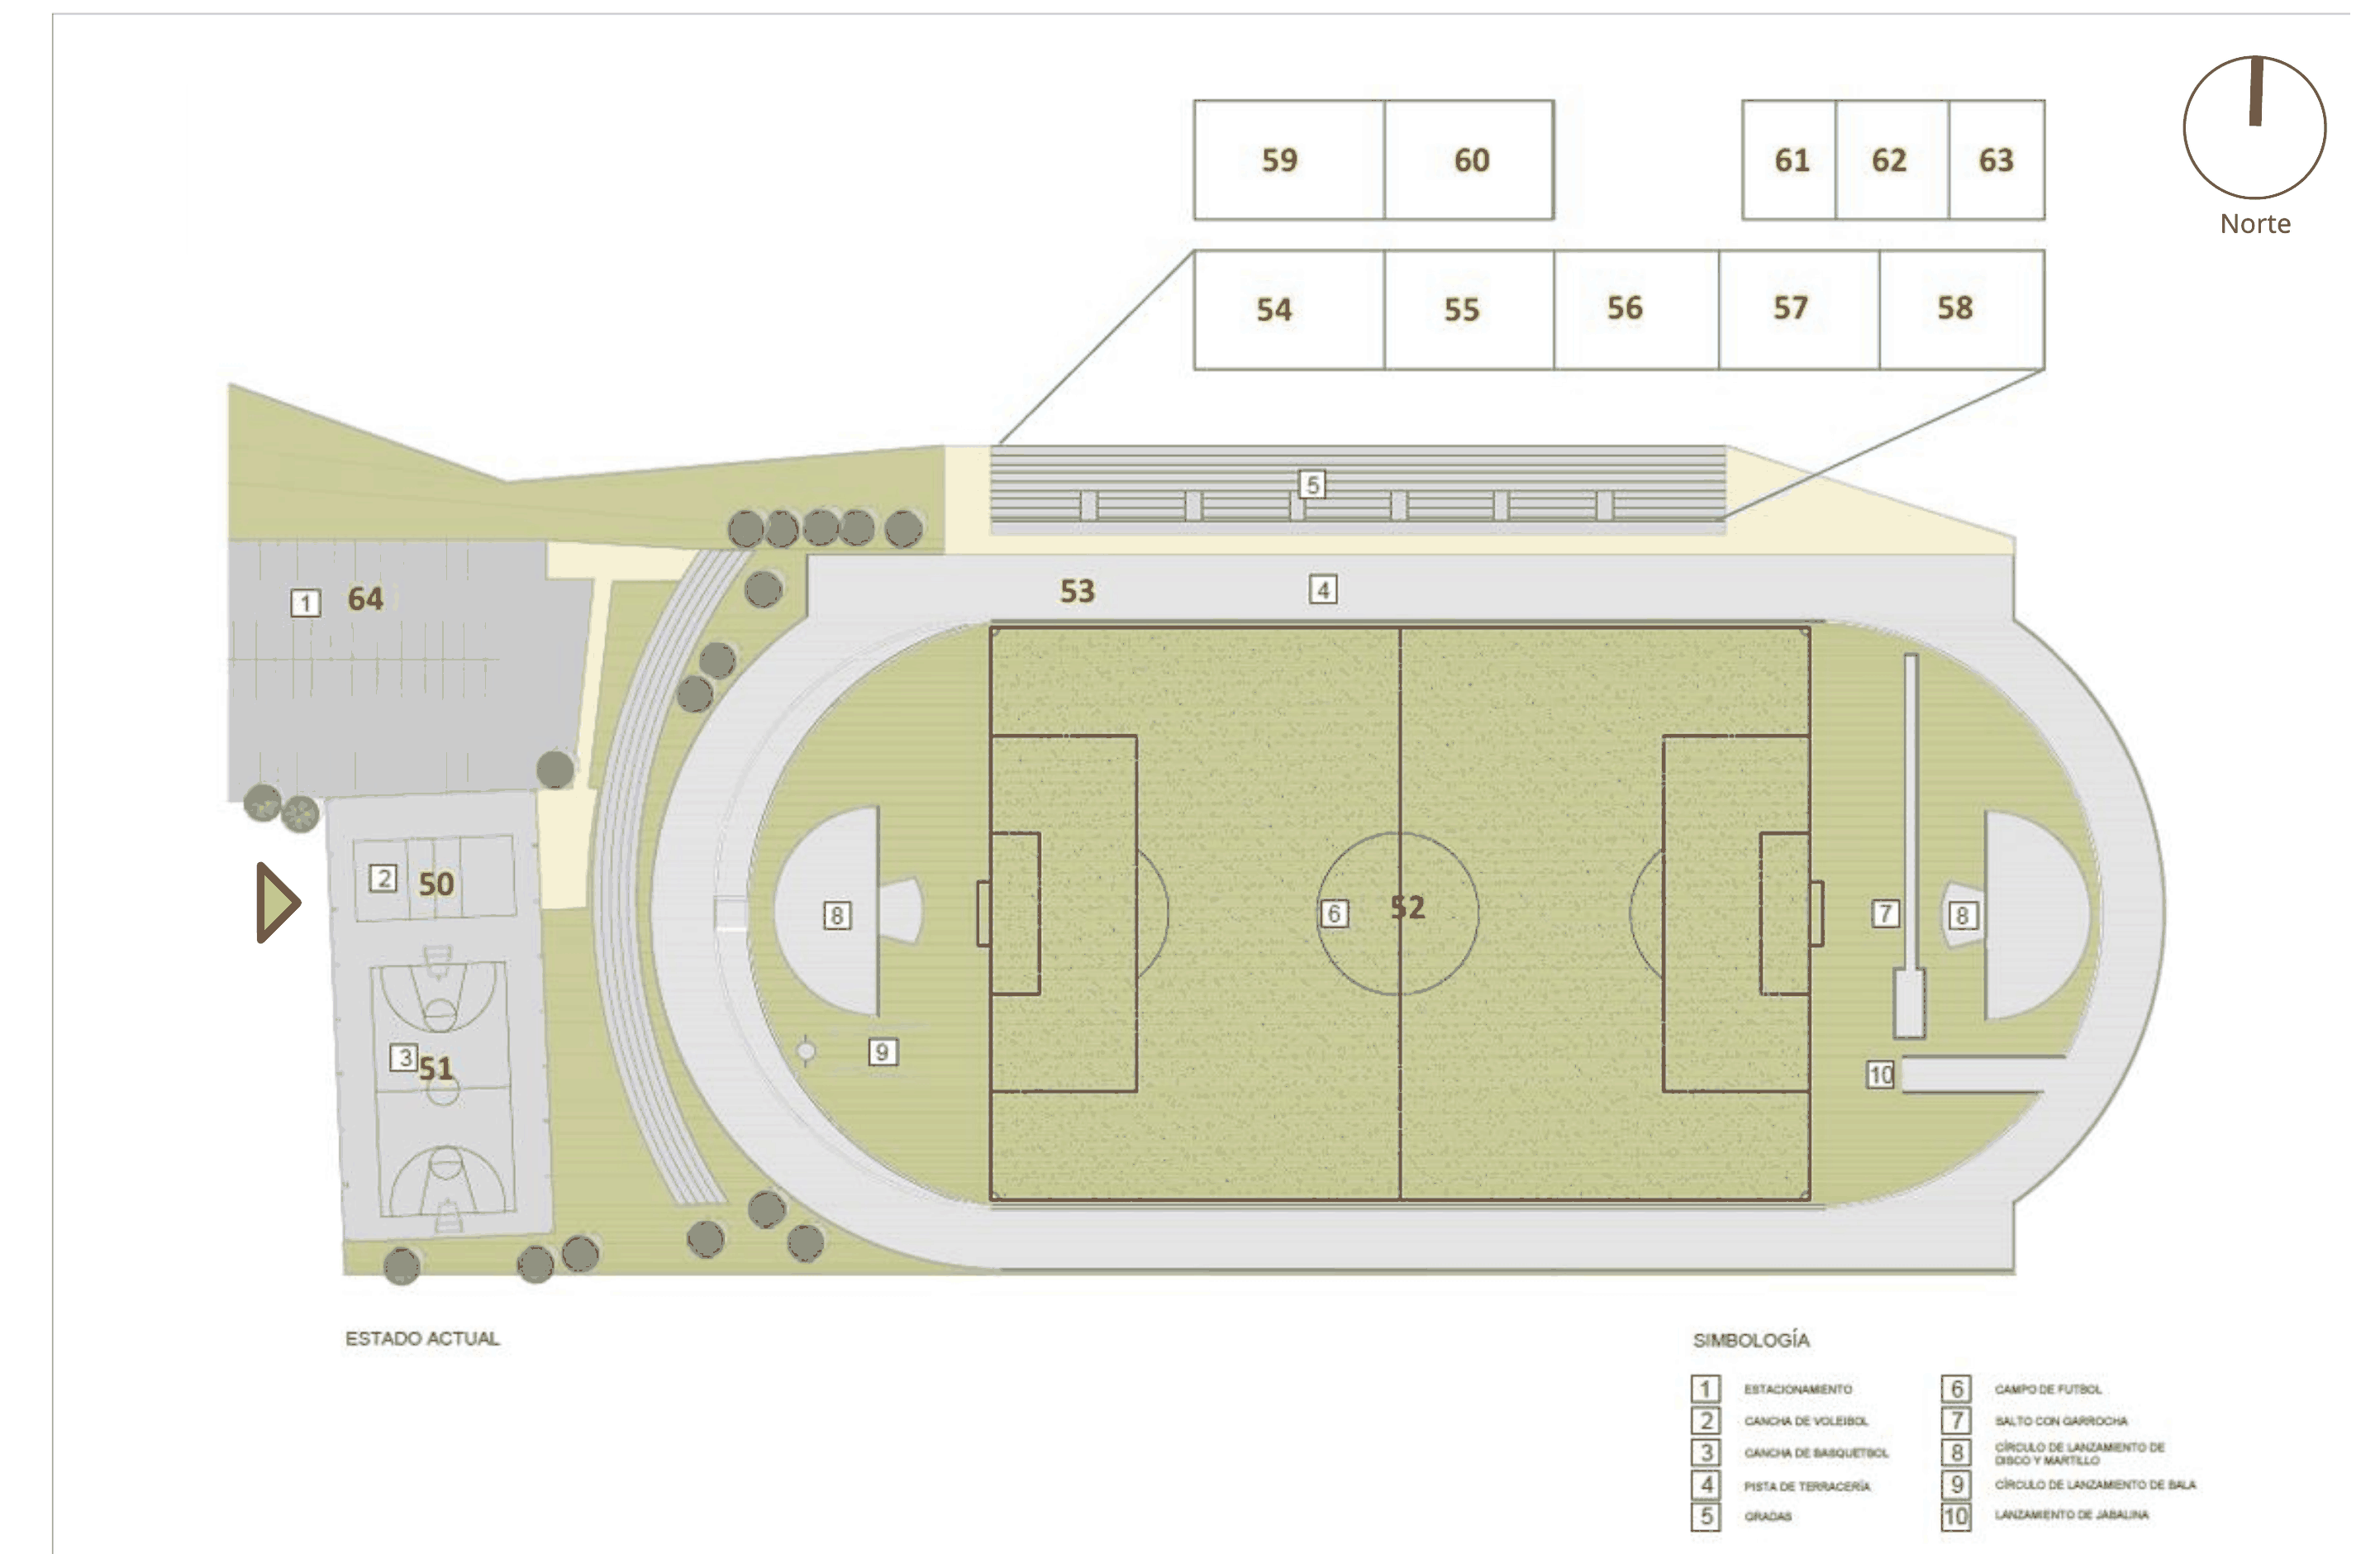 59 60 61 62 63
Norte
54 55 56 57 58
5
53 4
1 64
2 50
8 6 52 7 8
3 51
9
10
ESTADO ACTUAL
SIMBOLOGÍA
1 ESTACIONAMIENTO
2 CANCHA DE VOLEIBOL
3 CANCHA DE BASQUETBOL
4 PISTA DE TERRACERÍA
5 GRADAS
6 CAMPO DE FUTBOL
7 SALTO CON GARROCHA
8 CÍRCULO DE LANZAMIENTO DE
DISCO Y MARTILLO
9 CÍRCULO DE LANZAMIENTO DE BALA
10 LANZAMIENTO DE JABALINA